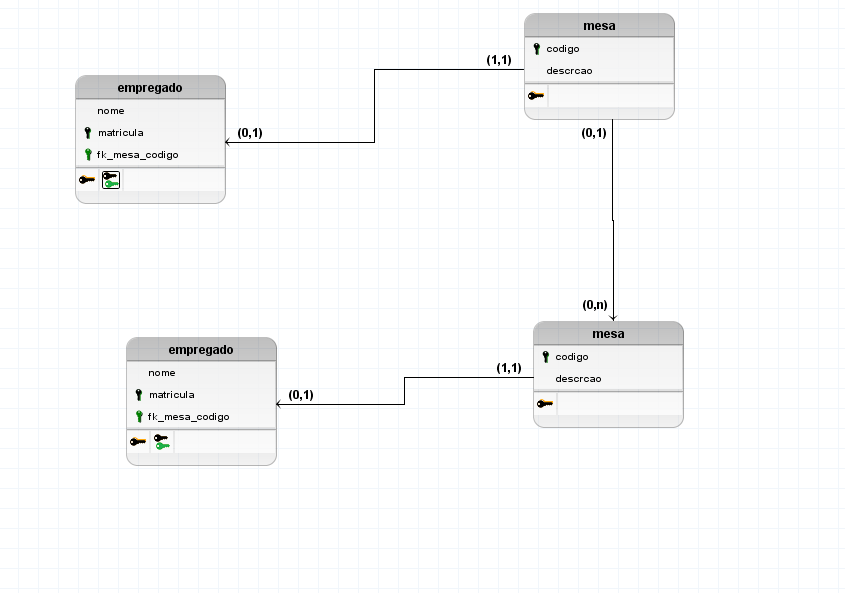 mesa
codigo
descrcao
(1,1)
empregado
nome
matricula
fk_mesa_codigo
(0,1)
(0,1)
(0,n)
mesa
codigo
descrcao
(1,1)
empregado
nome
matricula
fk_mesa_codigo
(0,1)